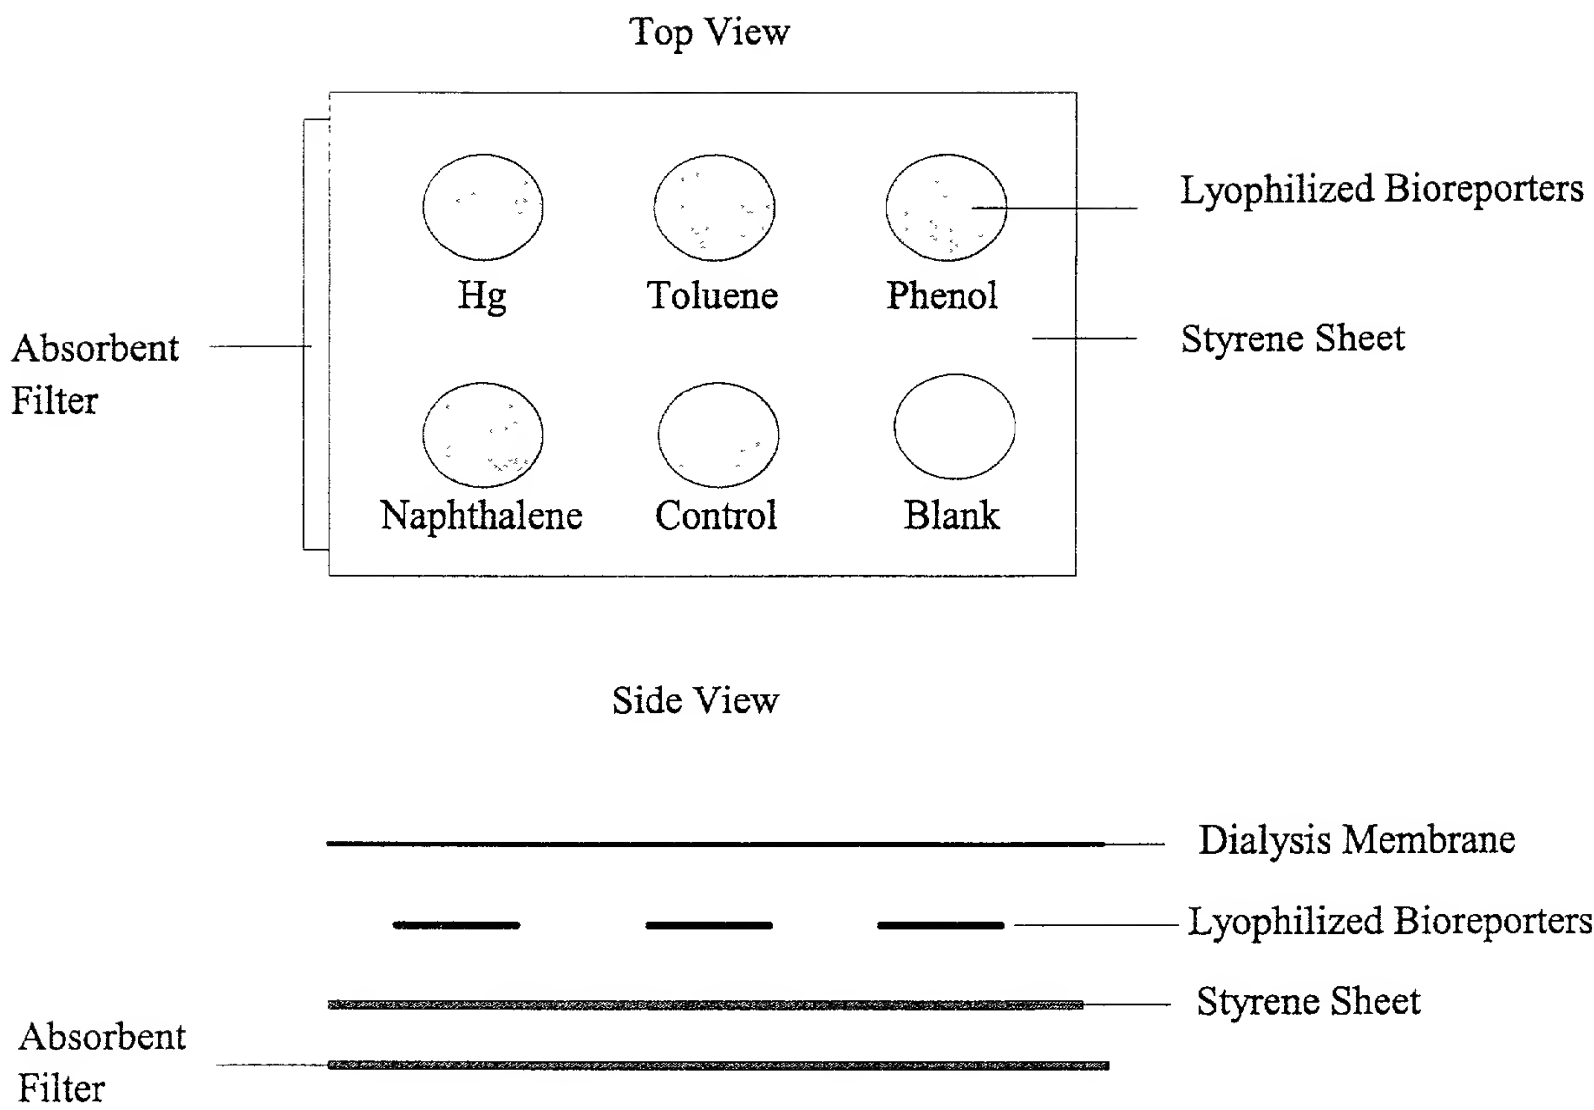 Top View
Lyophilized Bioreporters
Hg
Toluene
Phenol
Absorbent
Filter
Styrene Sheet
Naphthalene
Control
Blank
Side View
Dialysis Membrane
Lyophilized Bioreporters
Styrene Sheet
Absorbent
Filter